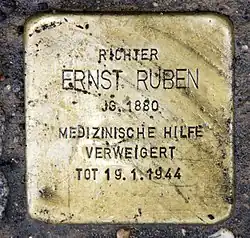 RICHTER
ERNST RUBEN
JG. 1880
MEDIZINISCHE HILFE
VERWEIGERT
TOT 19.1.1944